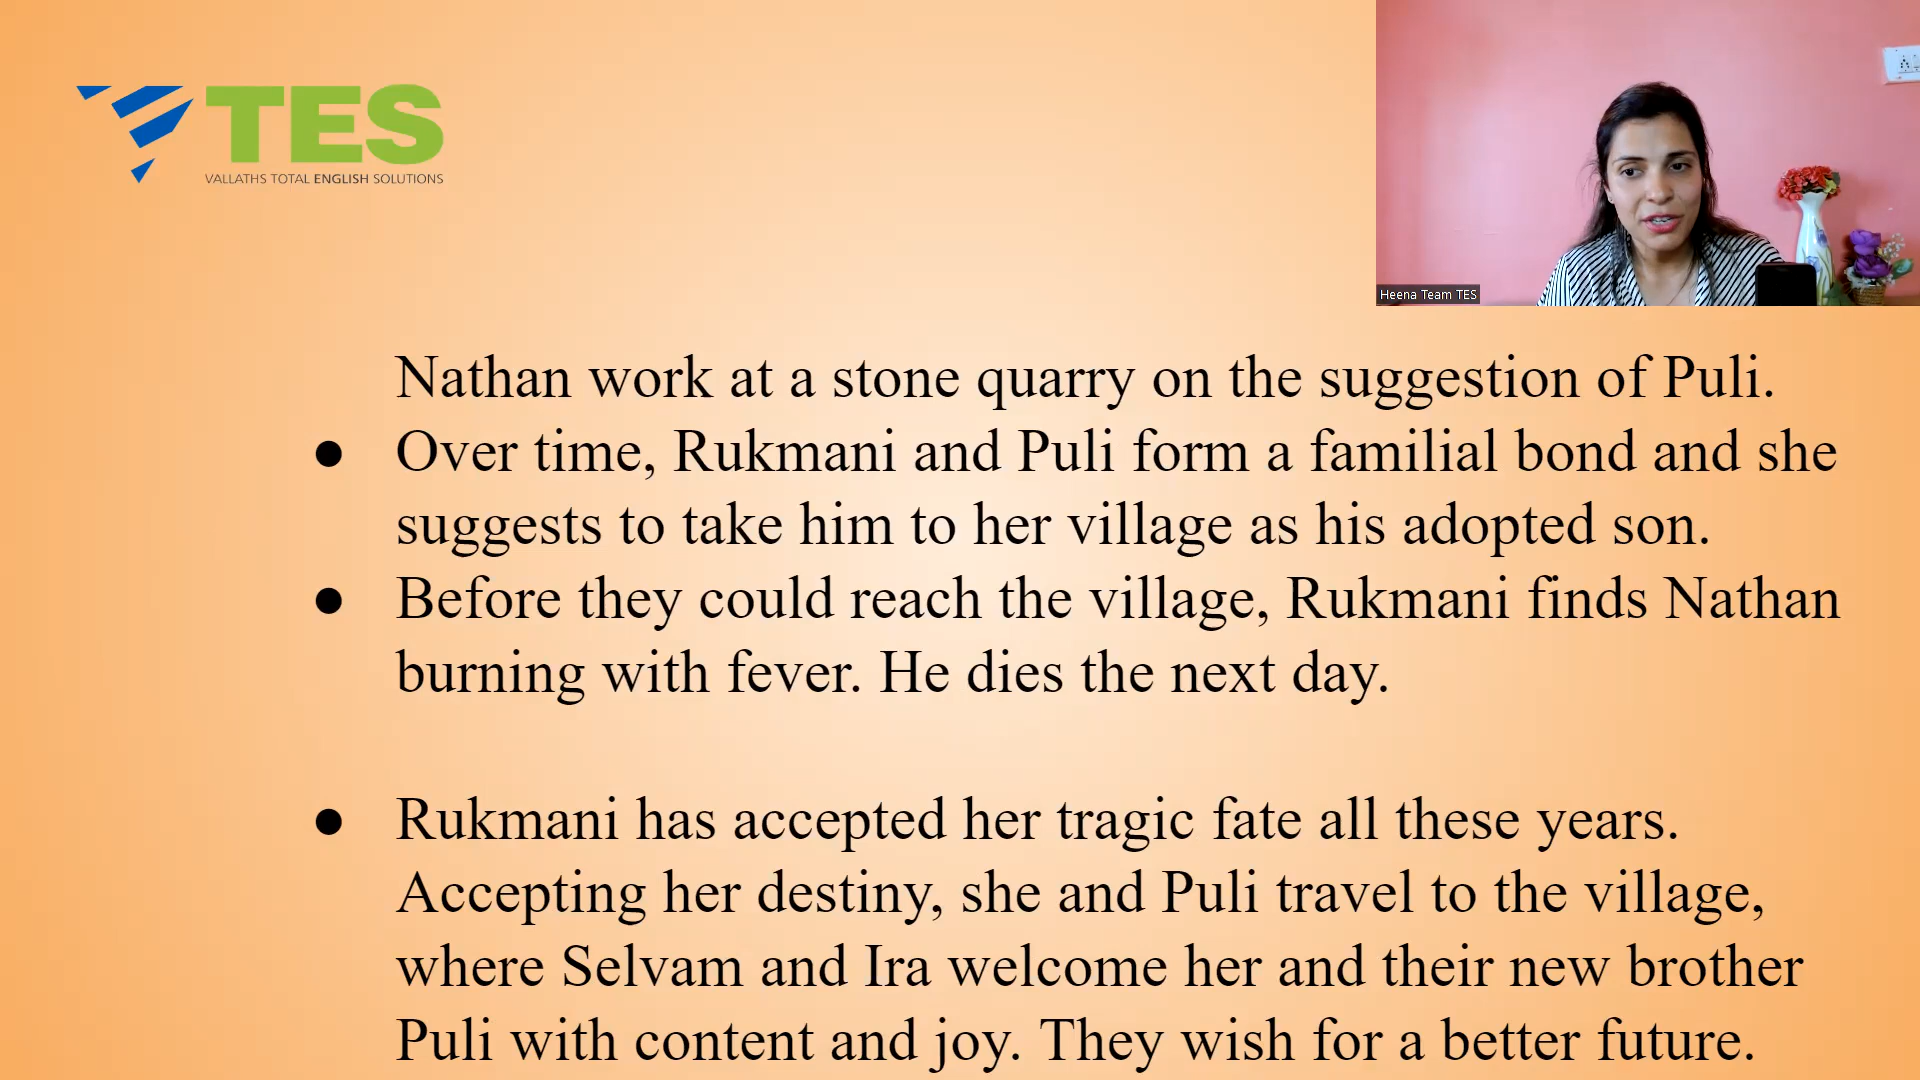 TES
VALLATHS TOTAL ENGLISH SOLUTIONS
Heena Team TES
Nathan work at a stone quarry on the suggestion of Puli.
● Over time, Rukmani and Puli form a familial bond and she
suggests to take him to her village as his adopted son.
● Before they could reach the village, Rukmani finds Nathan
burning with fever. He dies the next day.
● Rukmani has accepted her tragic fate all these years.
Accepting her destiny, she and Puli travel to the village,
where Selvam and Ira welcome her and their new brother
Puli with content and joy. They wish for a better future.